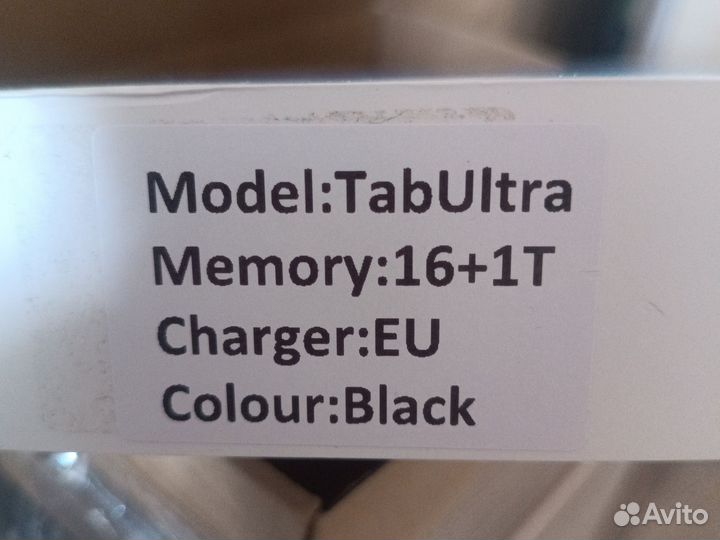 Model:TabUltra
Memory:16+1T
Charger:EU
Colour:Black
Avito